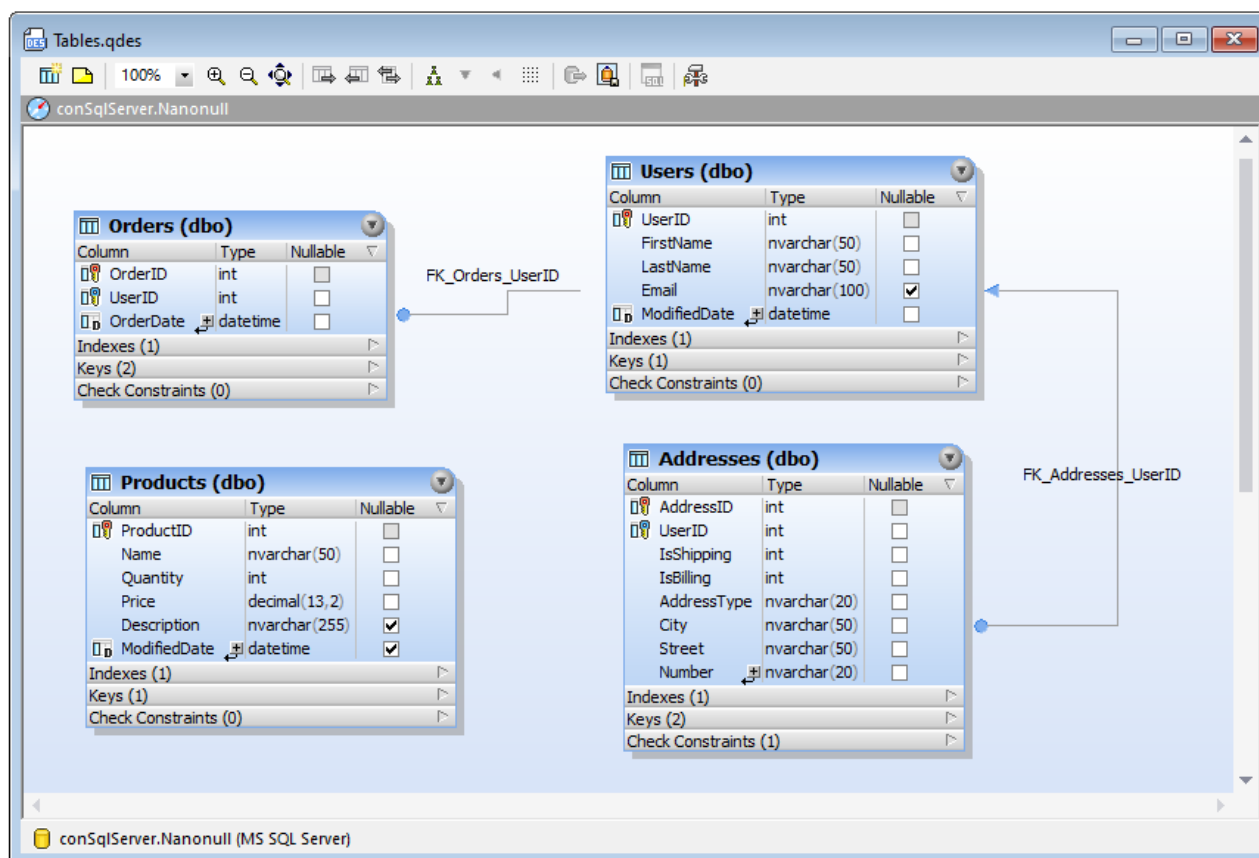 Tables.qdes
100%
conSqlServer.Nanonull
Users (dbo)
Column Type Nullable
UserID int
FirstName nvarchar(50)
LastName nvarchar(50)
Email nvarchar(100)
ModifiedDate datetime
Indexes (1)
Keys (1)
Check Constraints (0)
Orders (dbo)
Column Type Nullable
OrderID int
UserID int
OrderDate datetime
Indexes (1)
Keys (2)
Check Constraints (0)
FK_Orders_UserID
Products (dbo)
Column Type Nullable
ProductID int
Name nvarchar(50)
Quantity int
Price decimal(13,2)
Description nvarchar(255)
ModifiedDate datetime
Indexes (1)
Keys (1)
Check Constraints (0)
Addresses (dbo)
Column Type Nullable
AddressID int
UserID int
IsShipping int
IsBilling int
AddressType nvarchar(20)
City nvarchar(50)
Street nvarchar(50)
Number nvarchar(20)
Indexes (1)
Keys (2)
Check Constraints (1)
FK_Addresses_UserID
conSqlServer.Nanonull (MS SQL Server)